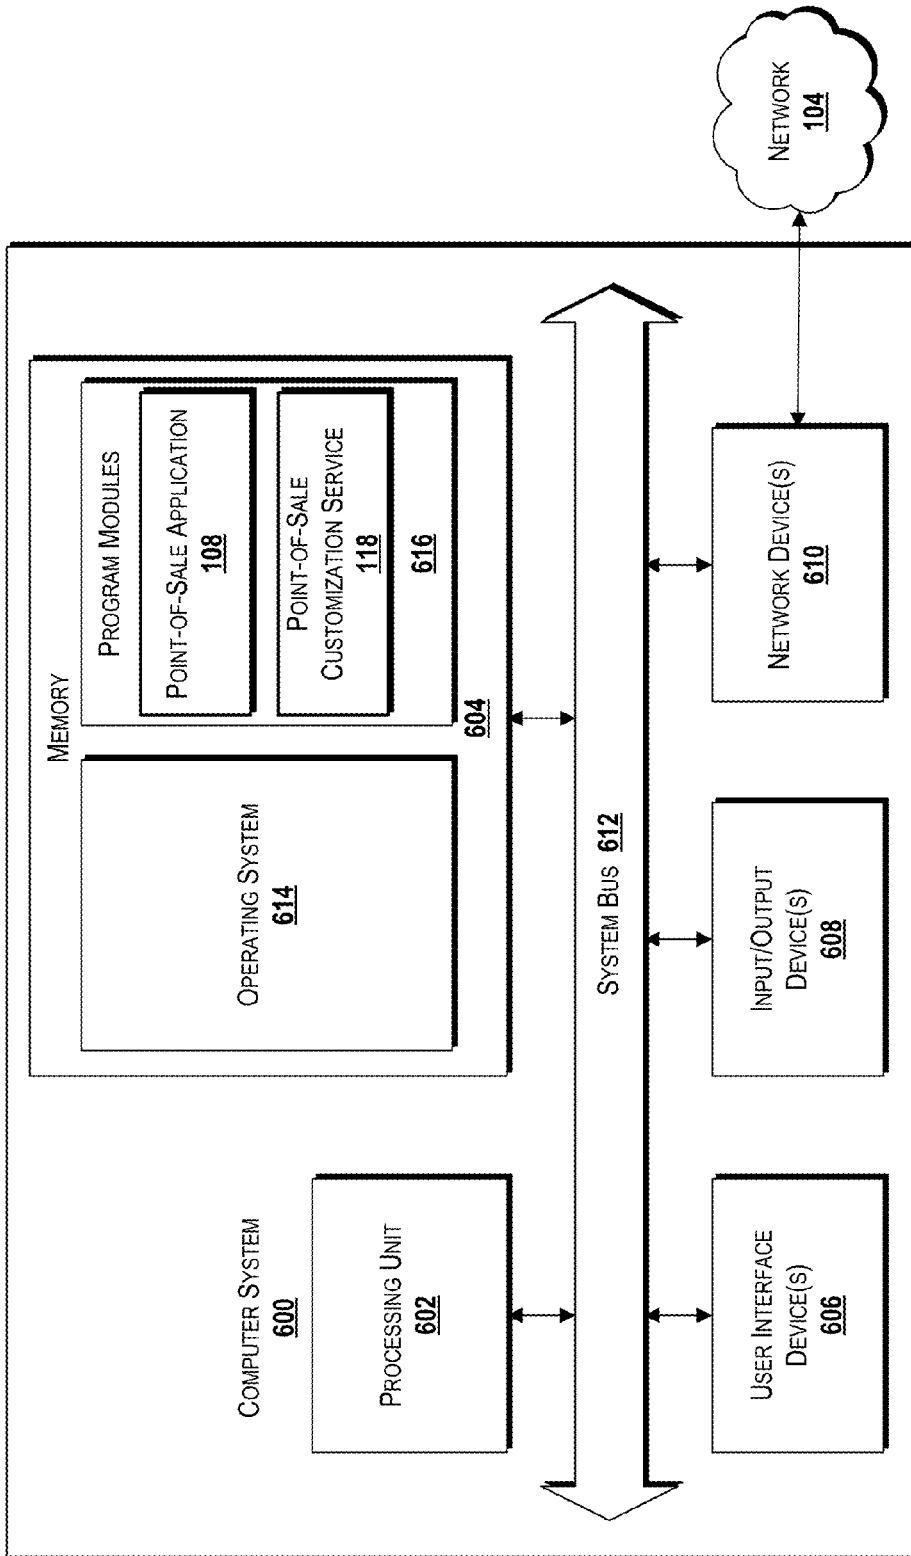 COMPUTER SYSTEM
600
PROCESSING UNIT
602
MEMORY
OPERATING SYSTEM
614
PROGRAM MODULES
POINT-OF-SALE APPLICATION
108
POINT-OF-SALE
CUSTOMIZATION SERVICE
118
616
604
SYSTEM BUS 612
USER INTERFACE
DEVICE(S)
606
INPUT/OUTPUT
DEVICE(S)
608
NETWORK DEVICE(S)
610
NETWORK
104